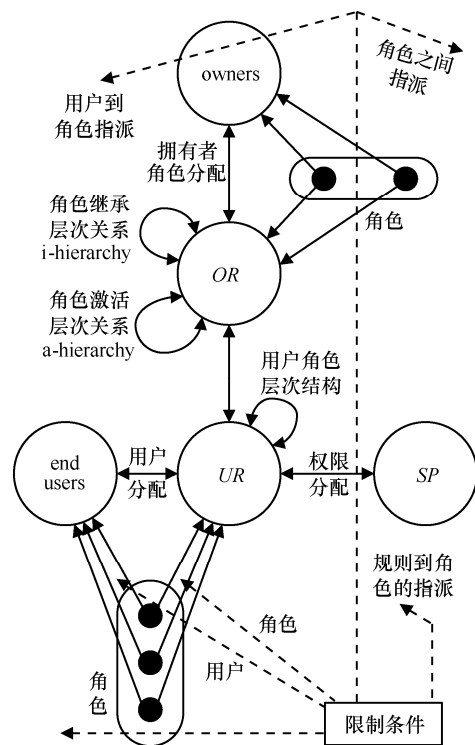 owners
角色之间
指派
用户到
角色指派
拥有者
角色分配
角色
角色继承
层次关系
i-hierarchy
OR
角色激活
层次关系
a-hierarchy
用户角色
层次结构
end
users
用户
分配
UR
权限
分配
SP
规则到角
色的指派
角色
用户
角
色
限制条件